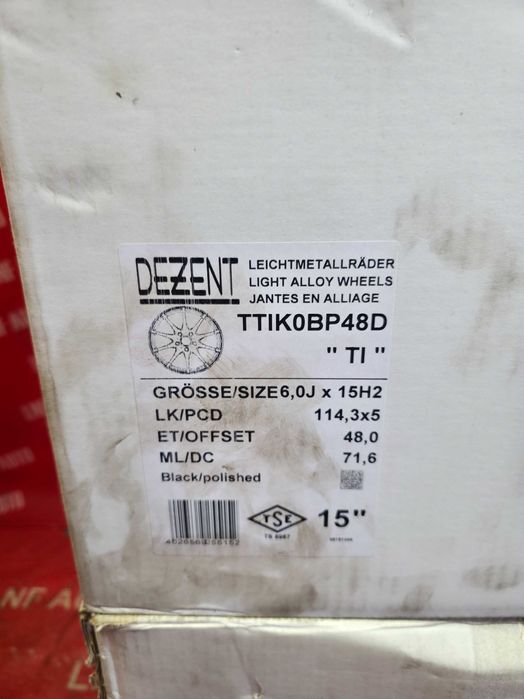 DEZENT
LEICHTMETALLRÄDER
LIGHT ALLOY WHEELS
JANTES EN ALLIAGE
TTIK0BP48D
" TI "
GRÖSSE/SIZE6,0J x 15H2
LK/PCD 114,3x5
ET/OFFSET 48,0
ML/DC 71,6
Black/polished
TSE
15"